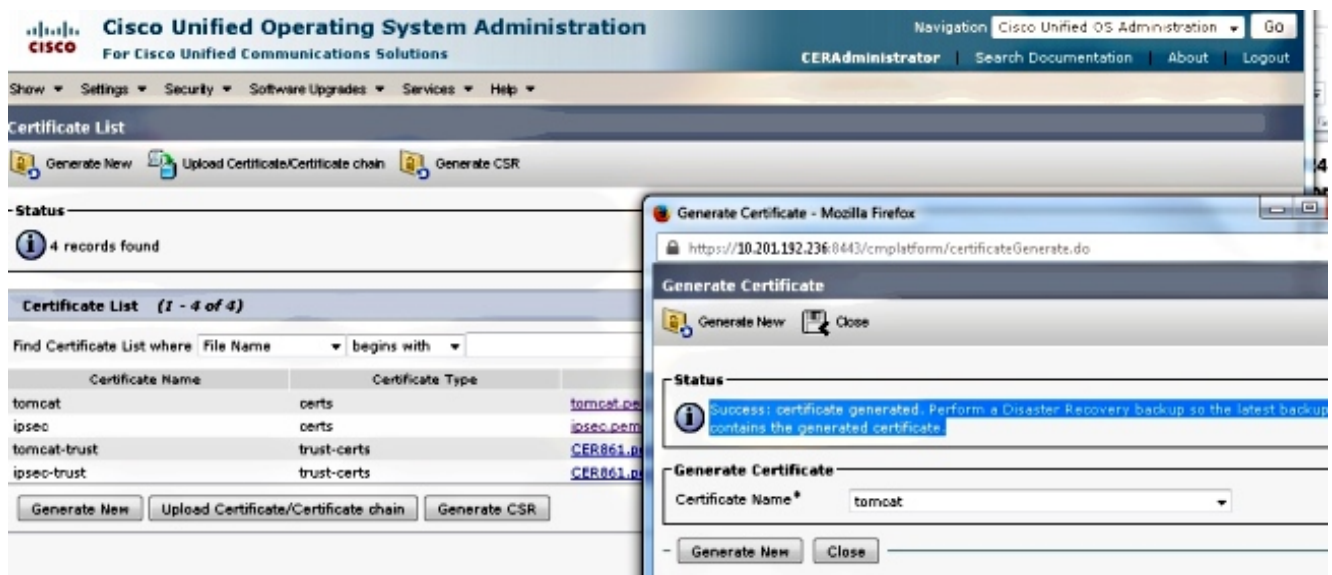 Cisco Unified Operating System Administration
CISCO
For Cisco Unified Communications Solutions
Navigation Cisco Unified OS Administration Go
CERAdministrator | Search Documentation | About | Logout
Show Settings Security Software Upgrades Services Help
Certificate List
Generate New Upload Certificate/Certificate chain Generate CSR
Status
4 records found
Certificate List (1 - 4 of 4)
Find Certificate List where File Name begins with
Certificate Name Certificate Type
tomcat certs tomcat.pe
ipsec certs ipsec.pem
tomcat-trust trust-certs CER861.p
ipsec-trust trust-certs CER861.p
Generate New Upload Certificate/Certificate chain Generate CSR
Generate Certificate - Mozilla Firefox
https://10.201.192.236:8443/cmplatform/certificateGenerate.do
Generate Certificate
Generate New Close
Status
Success: certificate generated. Perform a Disaster Recovery backup so the latest backup
contains the generated certificate.
Generate Certificate
Certificate Name* tomcat
Generate New Close